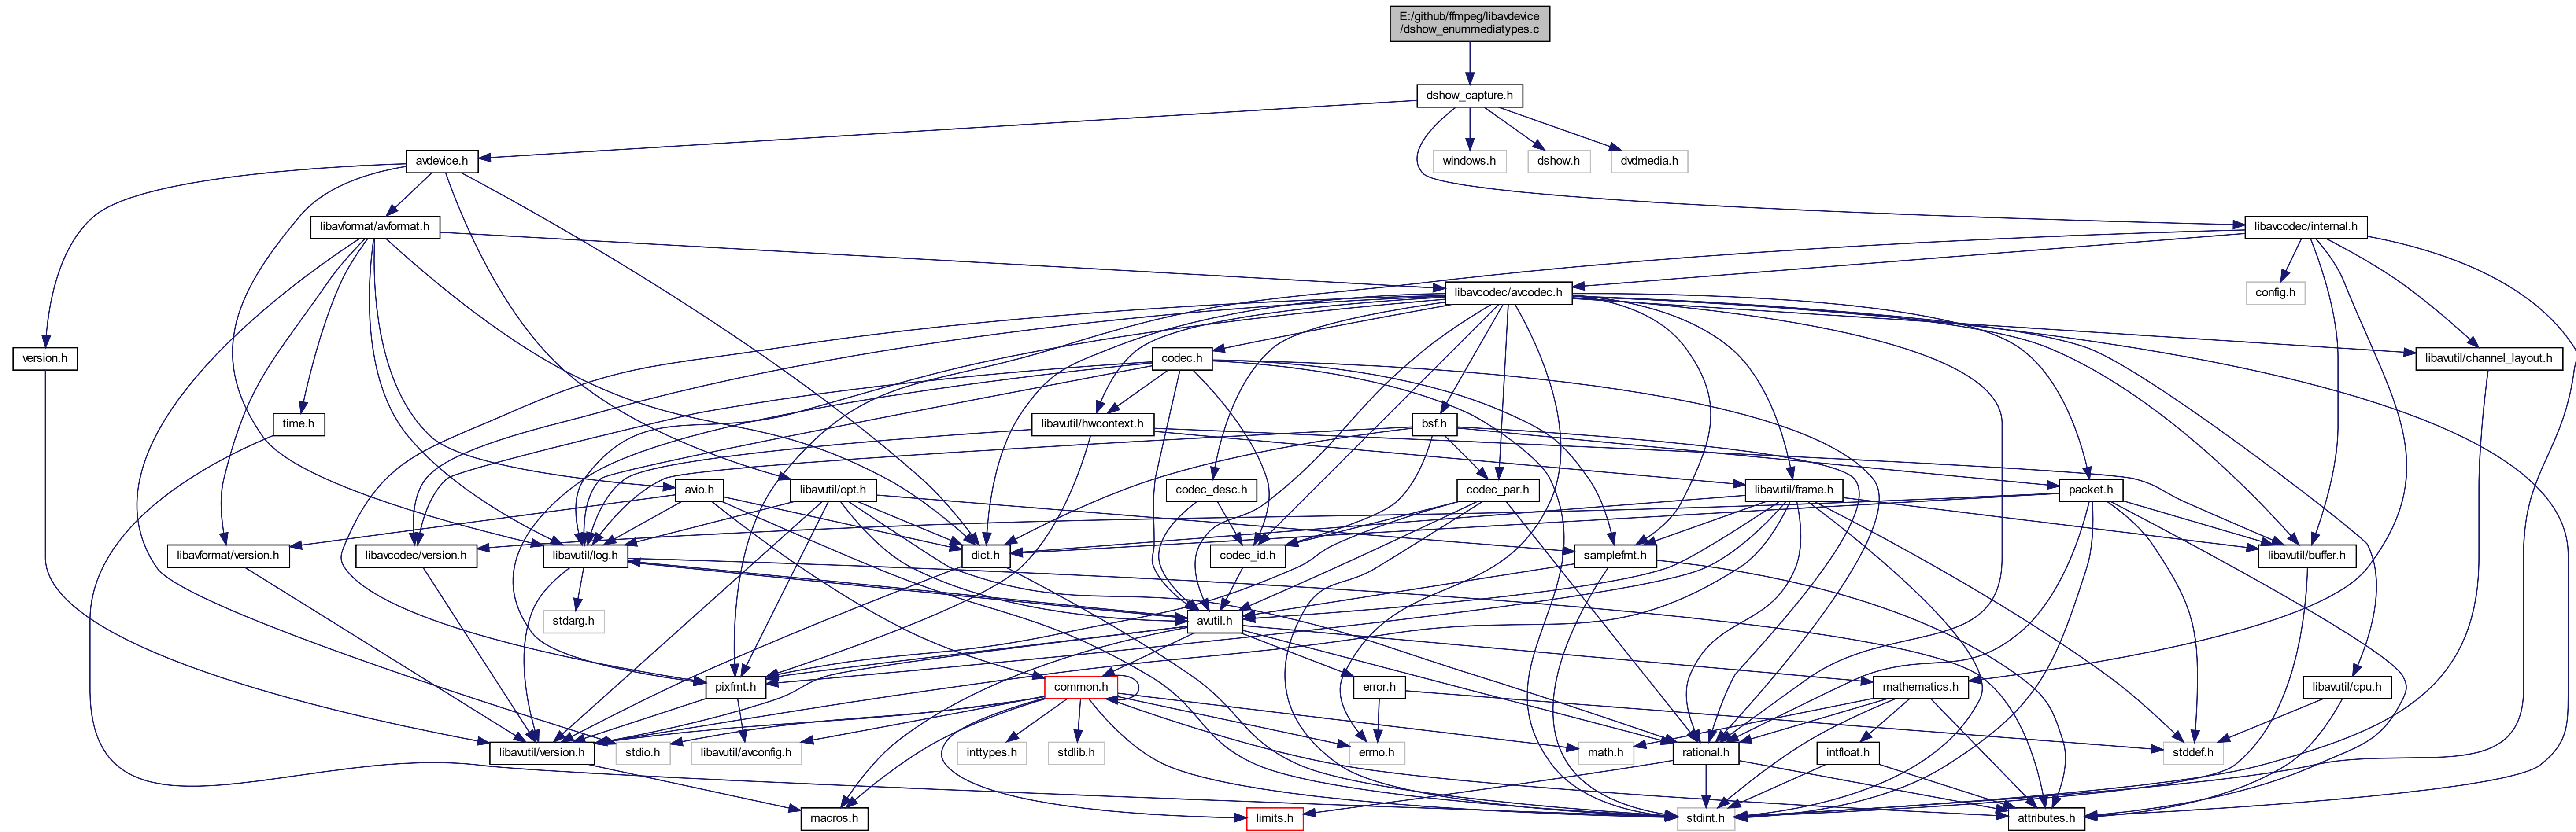 E:/github/ffmpeg/libavdevice
/dshow_enummediatypes.c
dshow_capture.h
avdevice.h
windows.h
dshow.h
dvdmedia.h
libavformat/avformat.h
libavcodec/internal.h
libavcodec/avcodec.h
config.h
version.h
codec.h
libavutil/channel_layout.h
time.h
libavutil/hwcontext.h
bsf.h
avio.h
libavutil/opt.h
codec_desc.h
codec_par.h
libavutil/frame.h
packet.h
libavformat/version.h
libavcodec/version.h
libavutil/log.h
dict.h
codec_id.h
samplefmt.h
libavutil/buffer.h
stdarg.h
avutil.h
pixfmt.h
common.h
error.h
mathematics.h
libavutil/cpu.h
libavutil/version.h
stdio.h
libavutil/avconfig.h
inttypes.h
stdlib.h
errno.h
math.h
rational.h
intfloat.h
stddef.h
macros.h
limits.h
stdint.h
attributes.h